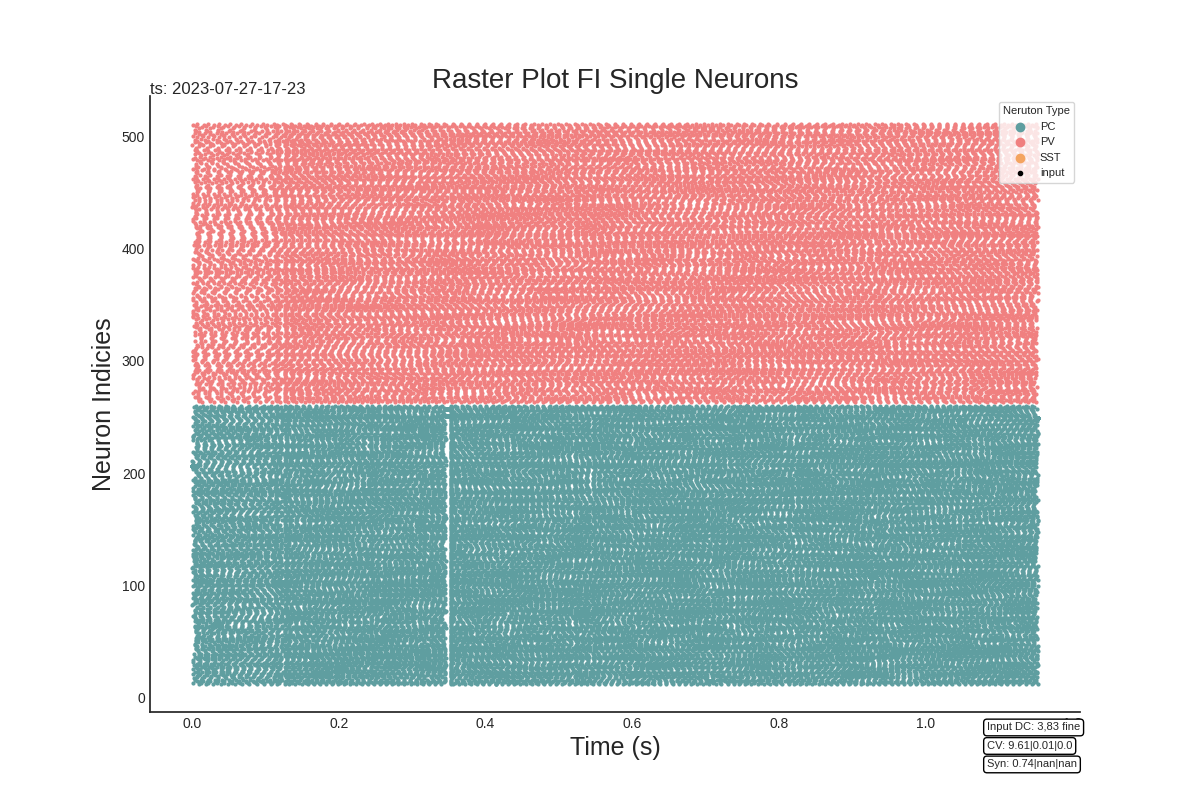 Raster Plot FI Single Neurons
ts: 2023-07-27-17-23
Neruton Type
PC
PV
SST
input
Neuron Indicies
500
400
300
200
100
0
0.0
0.2
0.4
0.6
0.8
1.0
Time (s)
Input DC: 3,83 fine
CV: 9.61|0.01|0.0
Syn: 0.74|nan|nan